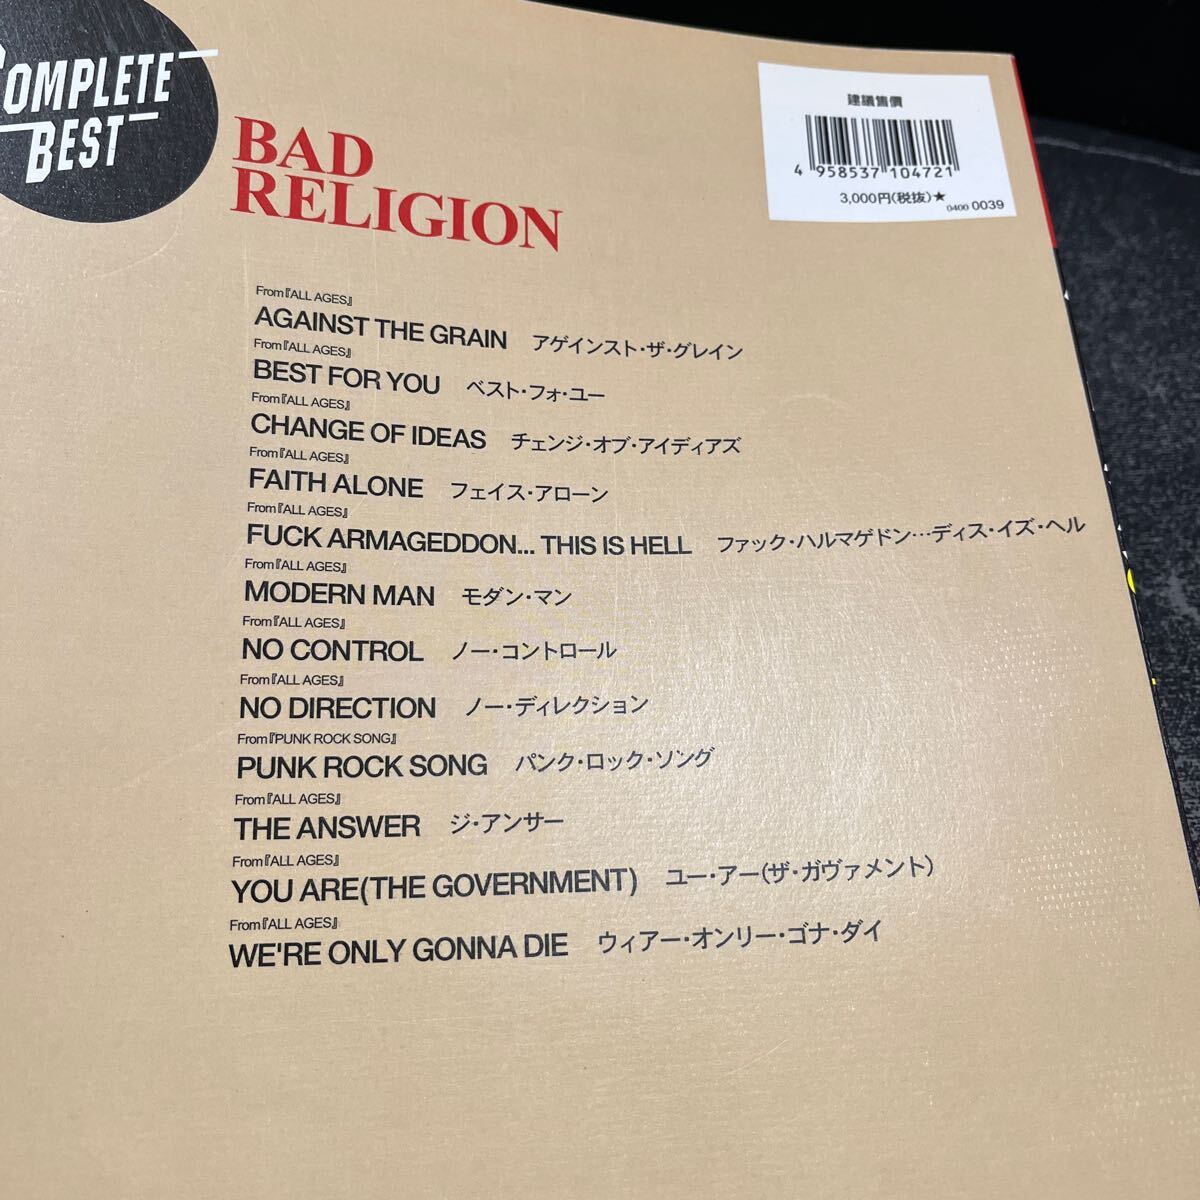 COMPLETE
BEST
BAD
RELIGION
建議售價
4 958537 104721
3,000円(税抜)★
0400 0039
From『ALL AGES』
AGAINST THE GRAIN アゲインスト・ザ・グレイン
From『ALL AGES』
BEST FOR YOU ベスト・フォ・ユー
From『ALL AGES』
CHANGE OF IDEAS チェンジ・オブ・アイディアズ
From『ALL AGES』
FAITH ALONE フェイス・アローン
From『ALL AGES』
FUCK ARMAGEDDON... THIS IS HELL ファック・ハルマゲドン…ディス・イズ・ヘル
From『ALL AGES』
MODERN MAN モダン・マン
From『ALL AGES』
NO CONTROL ノー・コントロール
From『ALL AGES』
NO DIRECTION ノー・ディレクション
From『PUNK ROCK SONG』
PUNK ROCK SONG パンク・ロック・ソング
From『ALL AGES』
THE ANSWER ジ・アンサー
From『ALL AGES』
YOU ARE(THE GOVERNMENT) ユー・アー(ザ・ガヴァメント)
From『ALL AGES』
WE'RE ONLY GONNA DIE ウィアー・オンリー・ゴナ・ダイ